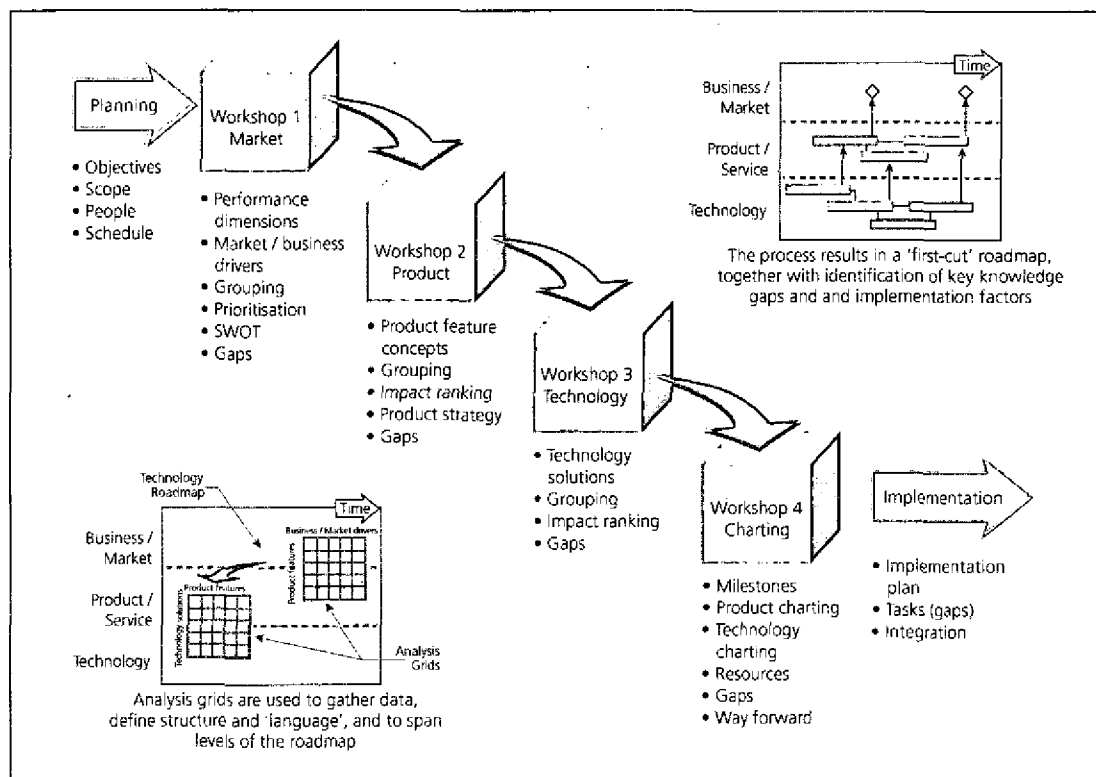 Planning
• Objectives
• Scope
• People
• Schedule
Workshop 1
Market
• Performance
dimensions
• Market / business
drivers
• Grouping
• Prioritisation
• SWOT
• Gaps
Workshop 2
Product
• Product feature
concepts
• Grouping
• Impact ranking
• Product strategy
• Gaps
Workshop 3
Technology
• Technology
solutions
• Grouping
• Impact ranking
• Gaps
Workshop 4
Charting
• Milestones
• Product charting
• Technology
charting
• Resources
• Gaps
• Way forward
Implementation
• Implementation
plan
• Tasks (gaps)
• Integration
Time
Business /
Market
Product /
Service
Technology
The process results in a 'first-cut' roadmap,
together with identification of key knowledge
gaps and and implementation factors
Technology
Roadmap
Time
Business /
Market
Product /
Service
Technology
Business / Market drivers
Product features
Product features
Technology solutions
Analysis
Grids
Analysis grids are used to gather data,
define structure and 'language', and to span
levels of the roadmap